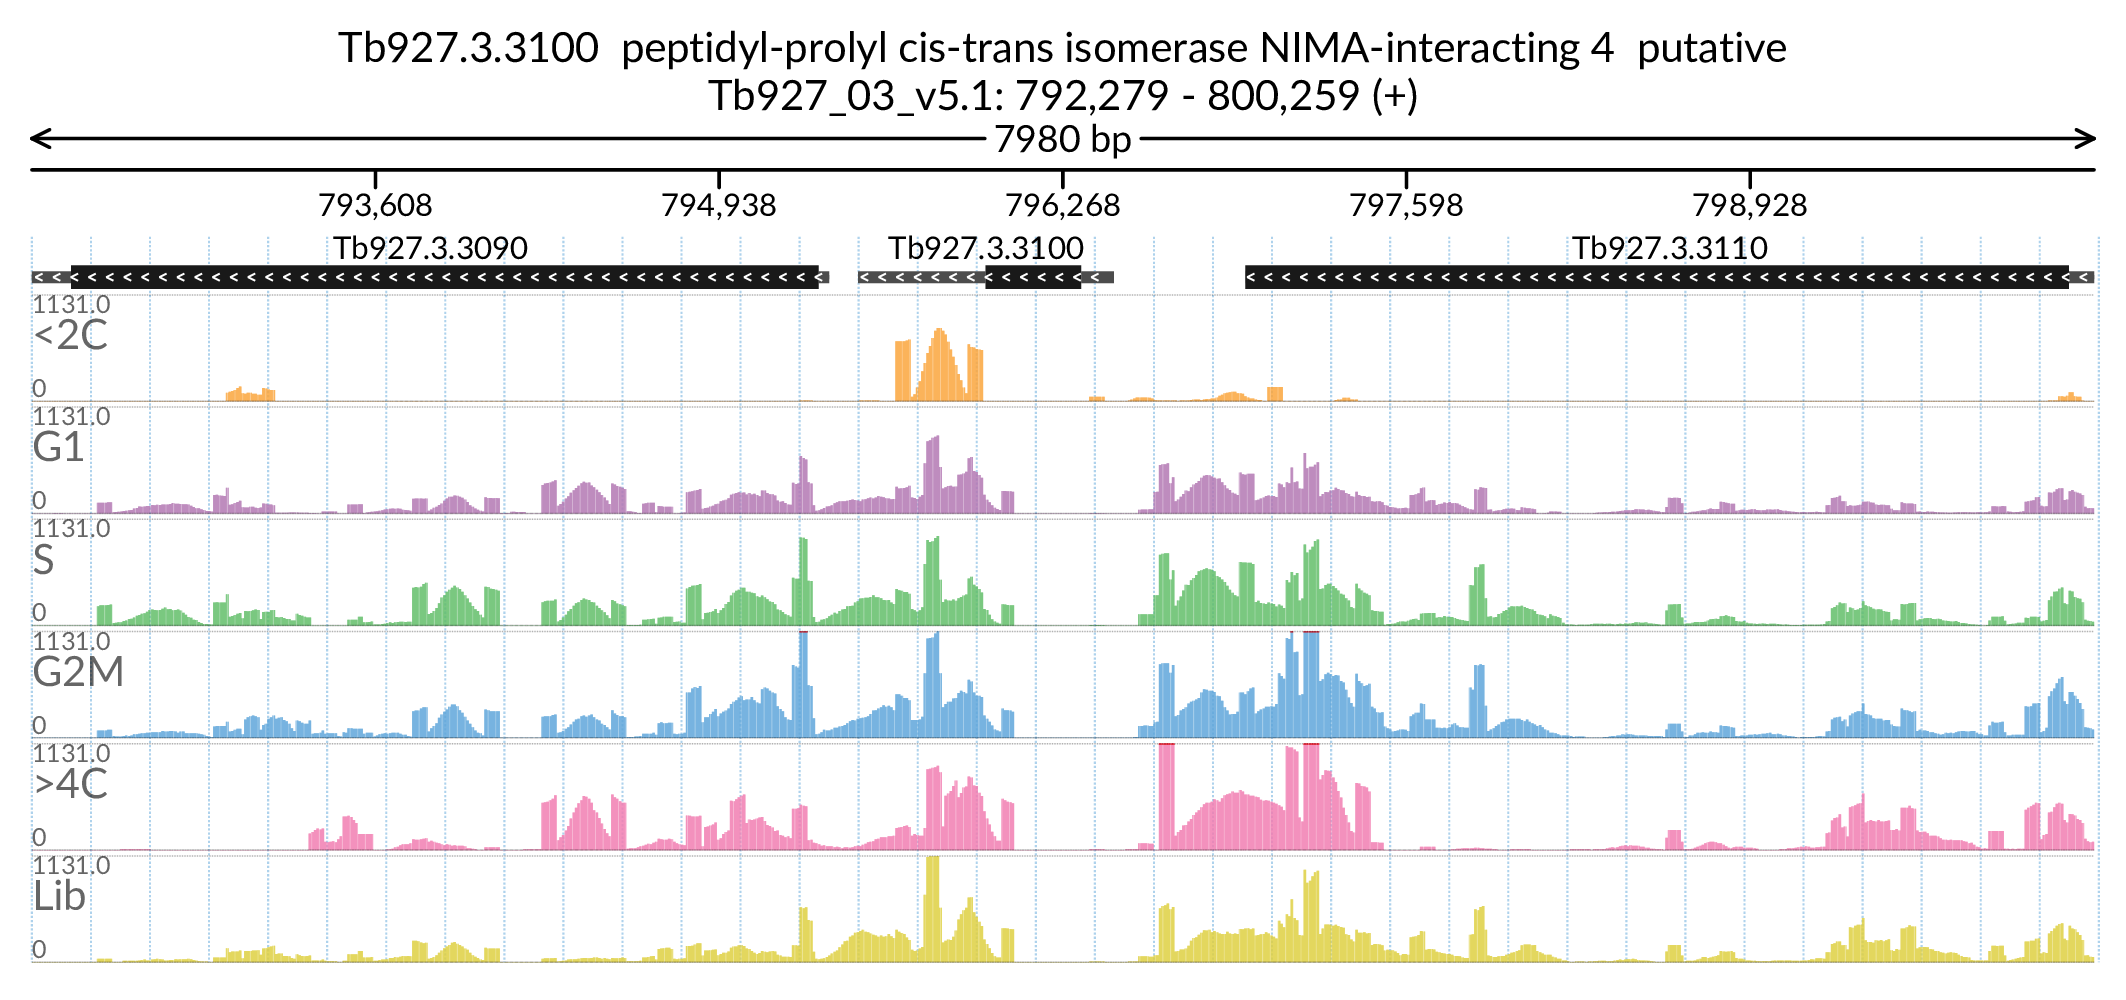 Tb927.3.3100  peptidyl-prolyl cis-trans isomerase NIMA-interacting 4  putative
Tb927_03_v5.1: 792,279 - 800,259 (+)
7980 bp
793,608 794,938 796,268 797,598 798,928
Tb927.3.3090 Tb927.3.3100 Tb927.3.3110
1131.0
<2C
0
1131.0
G1
0
1131.0
S
0
1131.0
G2M
0
1131.0
>4C
0
1131.0
Lib
0